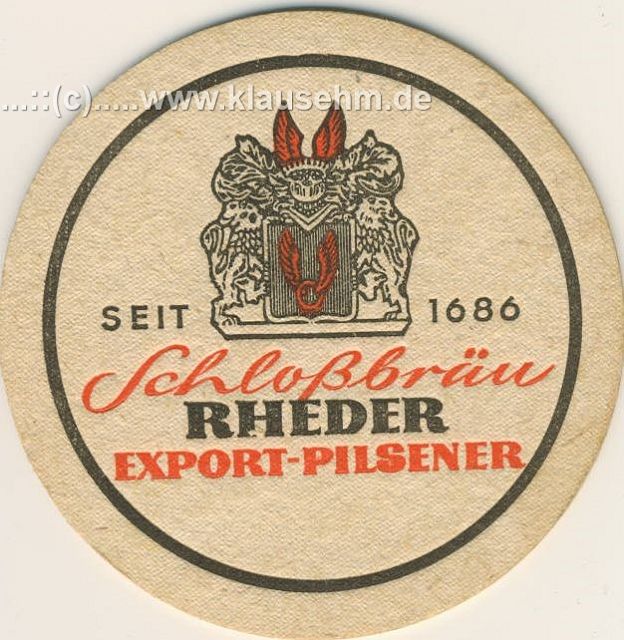 ...::(c).....www.klausehm.de
SEIT 1686
Schloßbräu
RHEDER
EXPORT-PILSENER